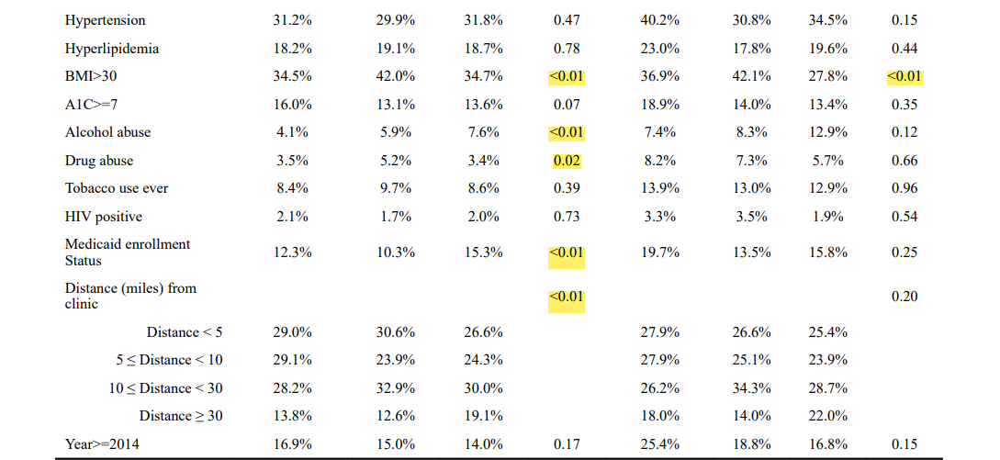 Hypertension 31.2% 29.9% 31.8% 0.47 40.2% 30.8% 34.5% 0.15
Hyperlipidemia 18.2% 19.1% 18.7% 0.78 23.0% 17.8% 19.6% 0.44
BMI>30 34.5% 42.0% 34.7% <0.01 36.9% 42.1% 27.8% <0.01
A1C>=7 16.0% 13.1% 13.6% 0.07 18.9% 14.0% 13.4% 0.35
Alcohol abuse 4.1% 5.9% 7.6% <0.01 7.4% 8.3% 12.9% 0.12
Drug abuse 3.5% 5.2% 3.4% 0.02 8.2% 7.3% 5.7% 0.66
Tobacco use ever 8.4% 9.7% 8.6% 0.39 13.9% 13.0% 12.9% 0.96
HIV positive 2.1% 1.7% 2.0% 0.73 3.3% 3.5% 1.9% 0.54
Medicaid enrollment
Status 12.3% 10.3% 15.3% <0.01 19.7% 13.5% 15.8% 0.25
Distance (miles) from
clinic <0.01 0.20
Distance < 5 29.0% 30.6% 26.6% 27.9% 26.6% 25.4%
5 ≤ Distance < 10 29.1% 23.9% 24.3% 27.9% 25.1% 23.9%
10 ≤ Distance < 30 28.2% 32.9% 30.0% 26.2% 34.3% 28.7%
Distance ≥ 30 13.8% 12.6% 19.1% 18.0% 14.0% 22.0%
Year>=2014 16.9% 15.0% 14.0% 0.17 25.4% 18.8% 16.8% 0.15